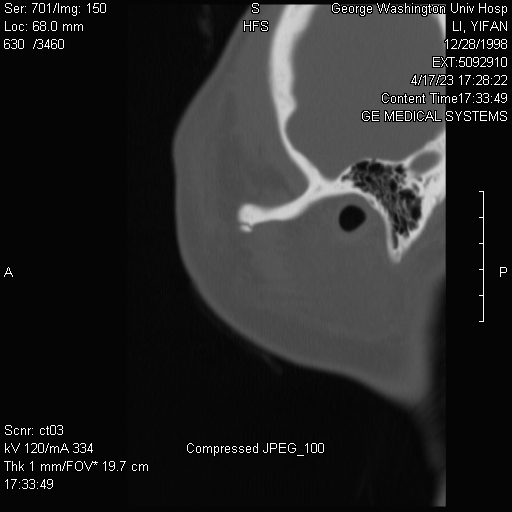 Ser: 701/Img: 150
Loc: 68.0 mm
630 /3460
S
HFS
George Washington Univ Hosp
LI, YIFAN
12/28/1998
EXT:5092910
4/17/23 17:28:22
Content Time17:33:49
GE MEDICAL SYSTEMS
A
P
Scnr: ct03
kV 120/mA 334
Thk 1 mm/FOV* 19.7 cm
17:33:49
Compressed JPEG_100